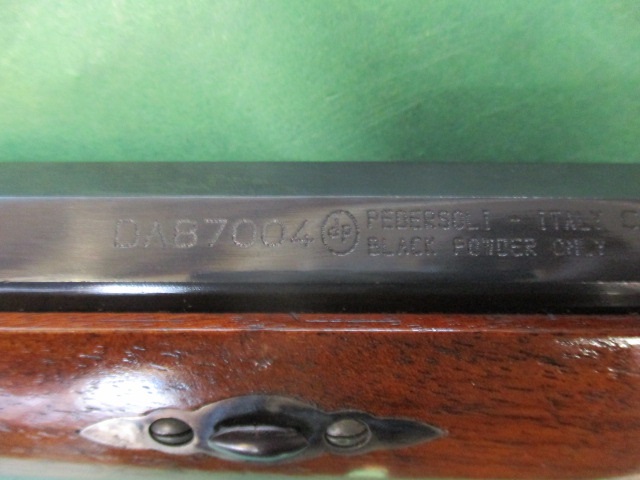 DA87004 dp PEDERSOLI - ITALY
BLACK POWDER ONLY